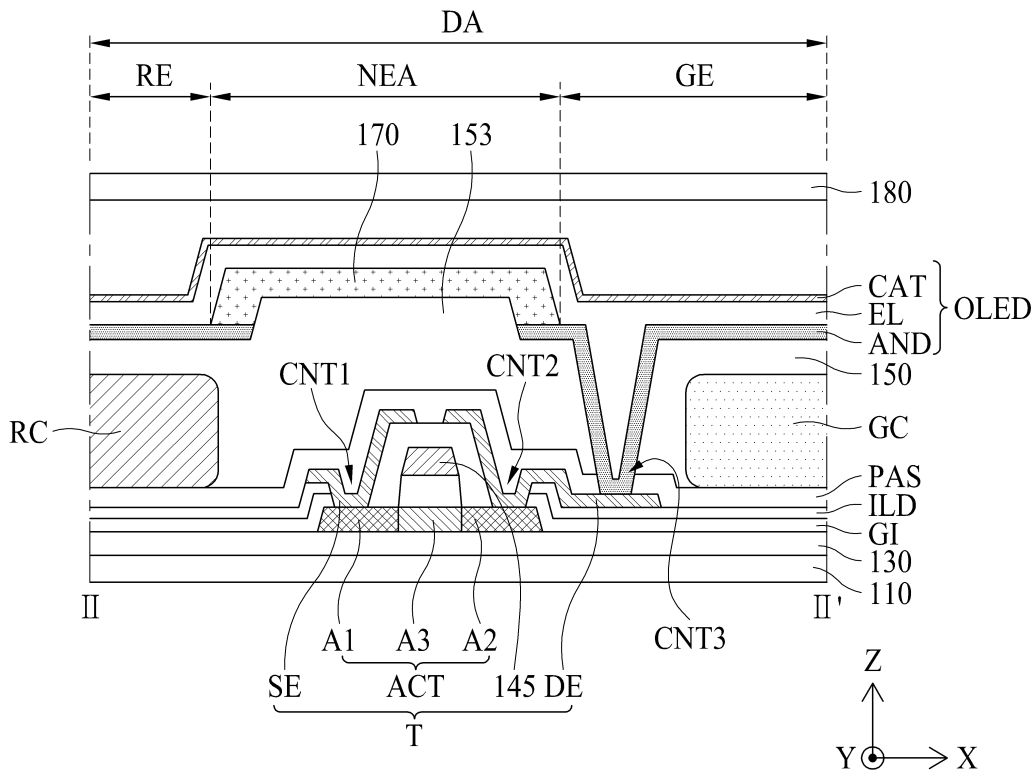 DA
RE NEA GE
170 153
180
CAT
EL
AND
OLED
CNT1 CNT2
150
RC
GC
PAS
ILD
GI
130
110
Ⅱ Ⅱ'
A1 A3 A2 CNT3
SE ACT 145 DE
T
Z
Y X